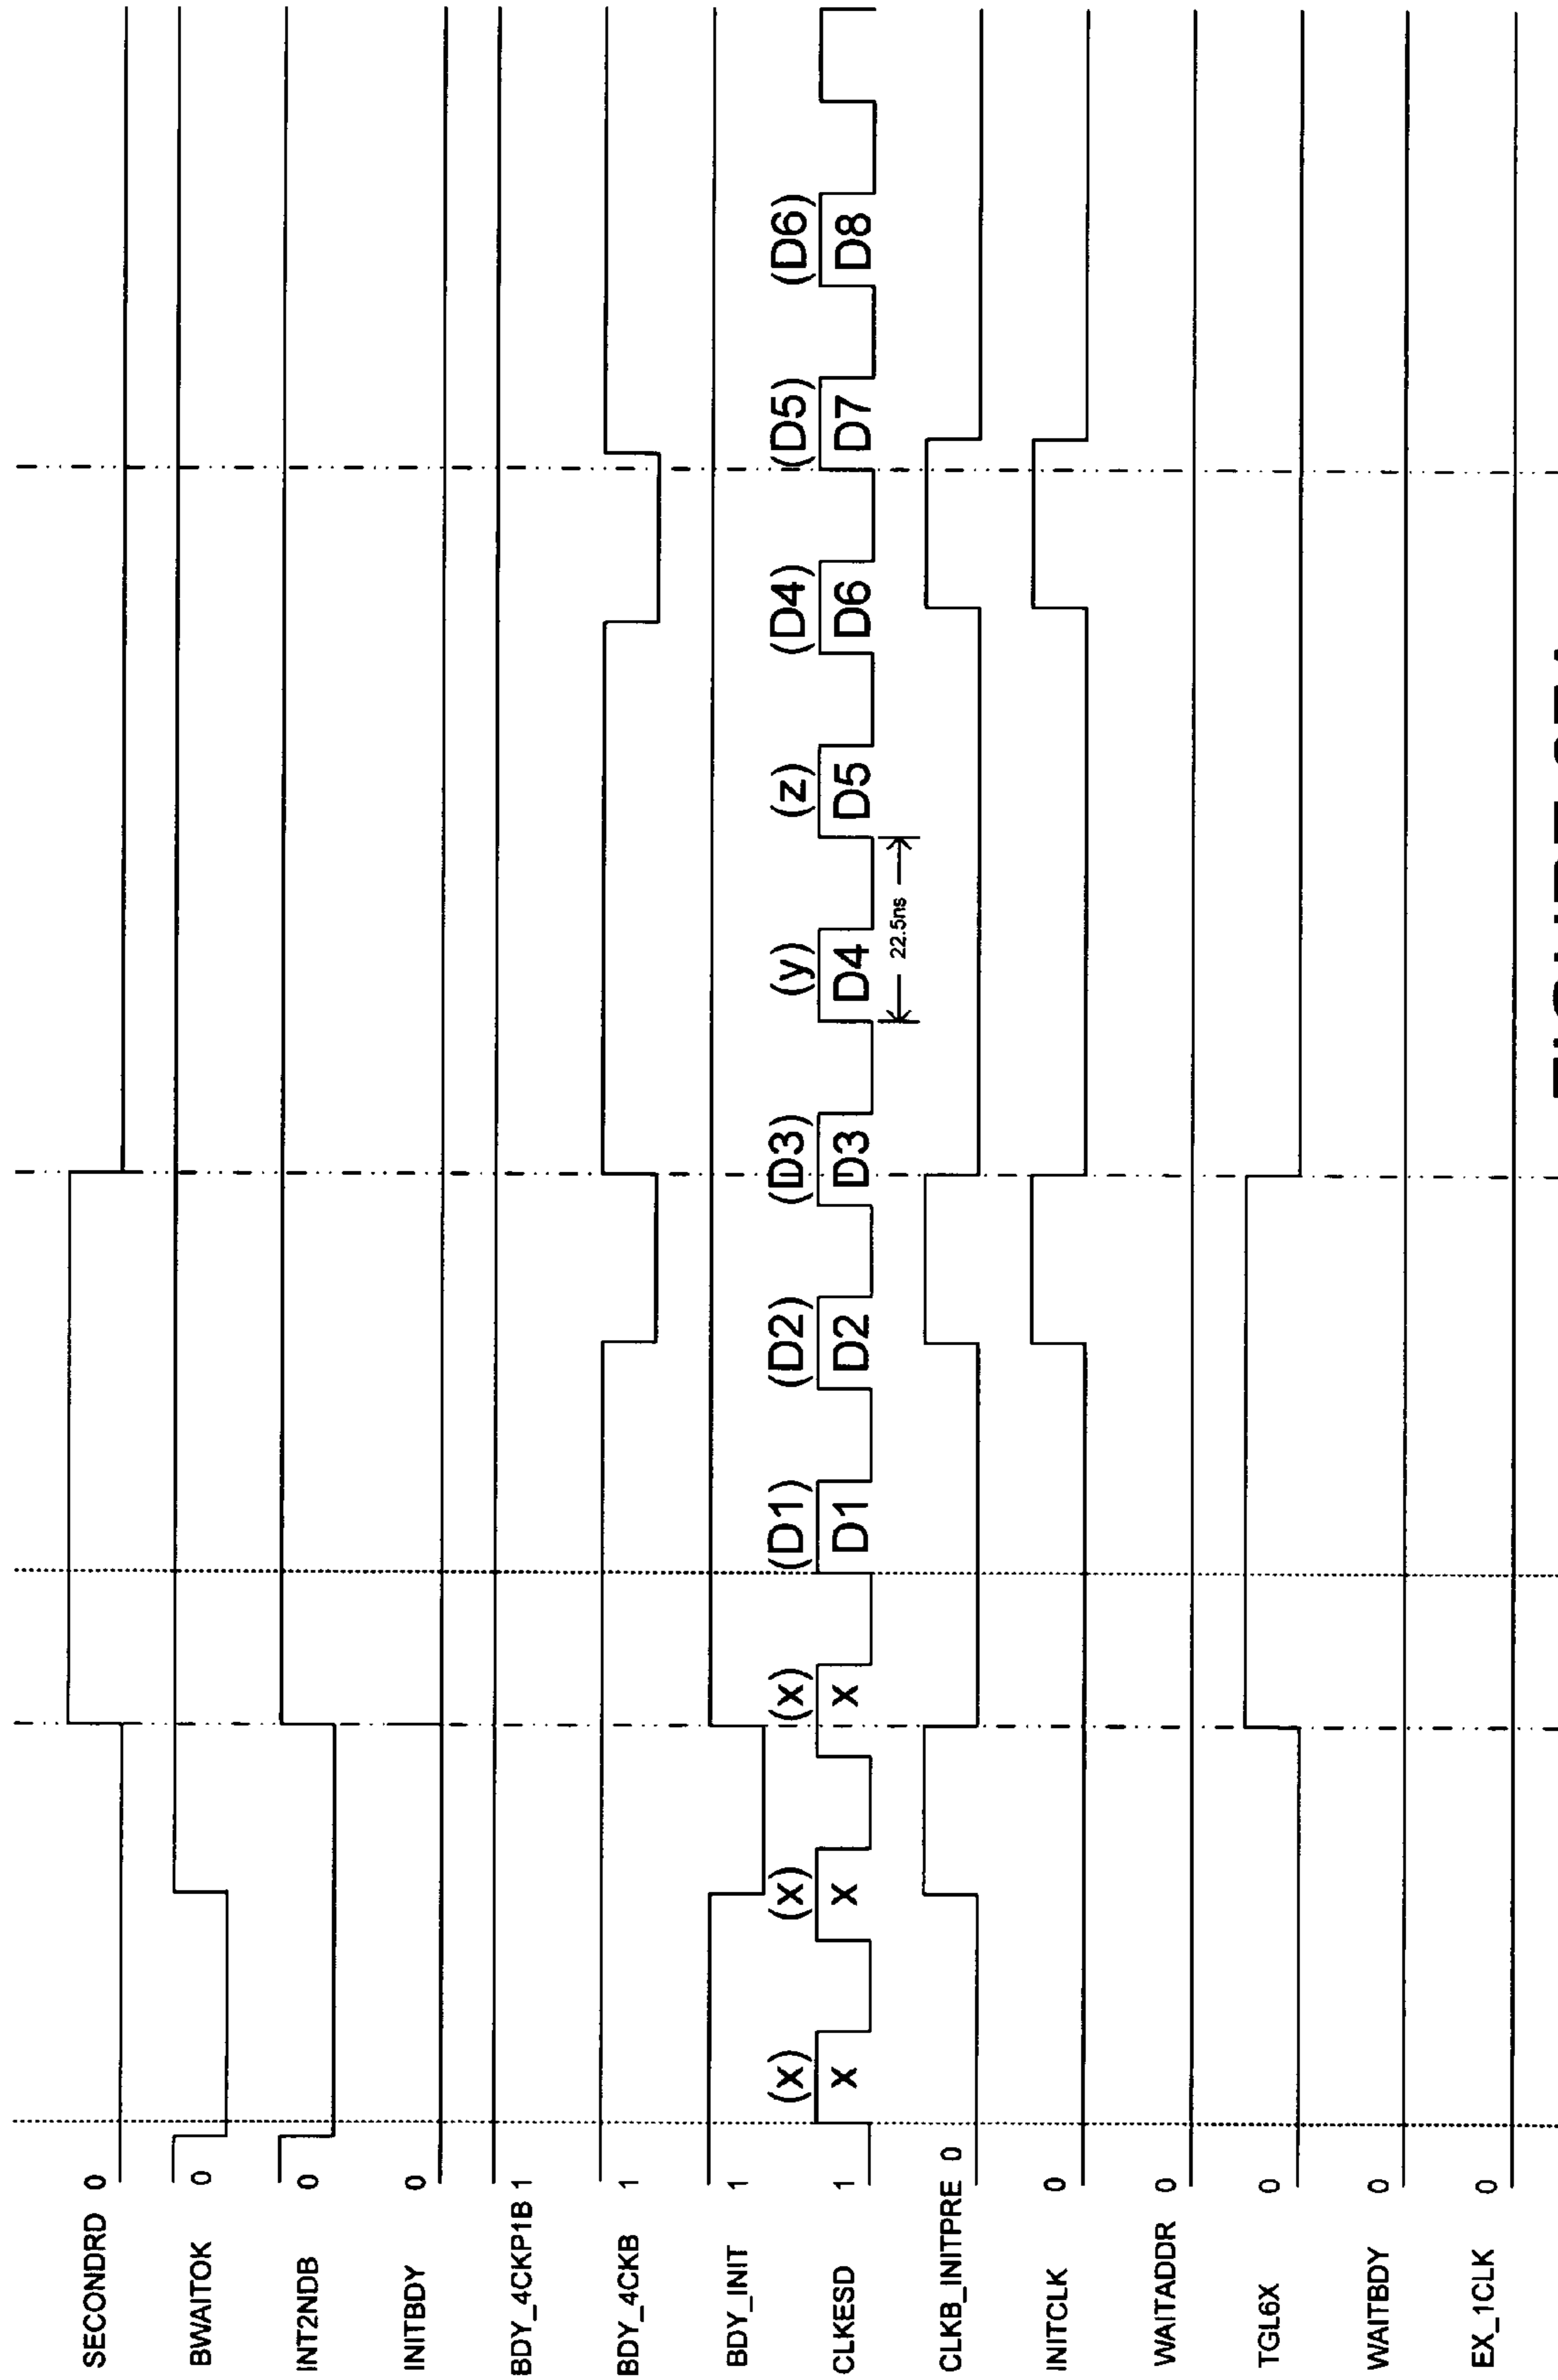 SECONDRD 0
BWAITOK 0
INT2NDB 0
INITBDY 0
BDY_4CKP1B 1
BDY_4CKB 1
BDY_INIT 1
(x) (x) (x) (D1) (D2) (D3) (y) (z) (D4) (D5) (D6)
CLKESD 1 x x x D1 D2 D3 D4 D5 D6 D7 D8
22.5ns
CLKB_INITPRE 0
INITCLK 0
WAITADDR 0
TGL6X 0
WAITBDY 0
EX_1CLK 0
FIGURE